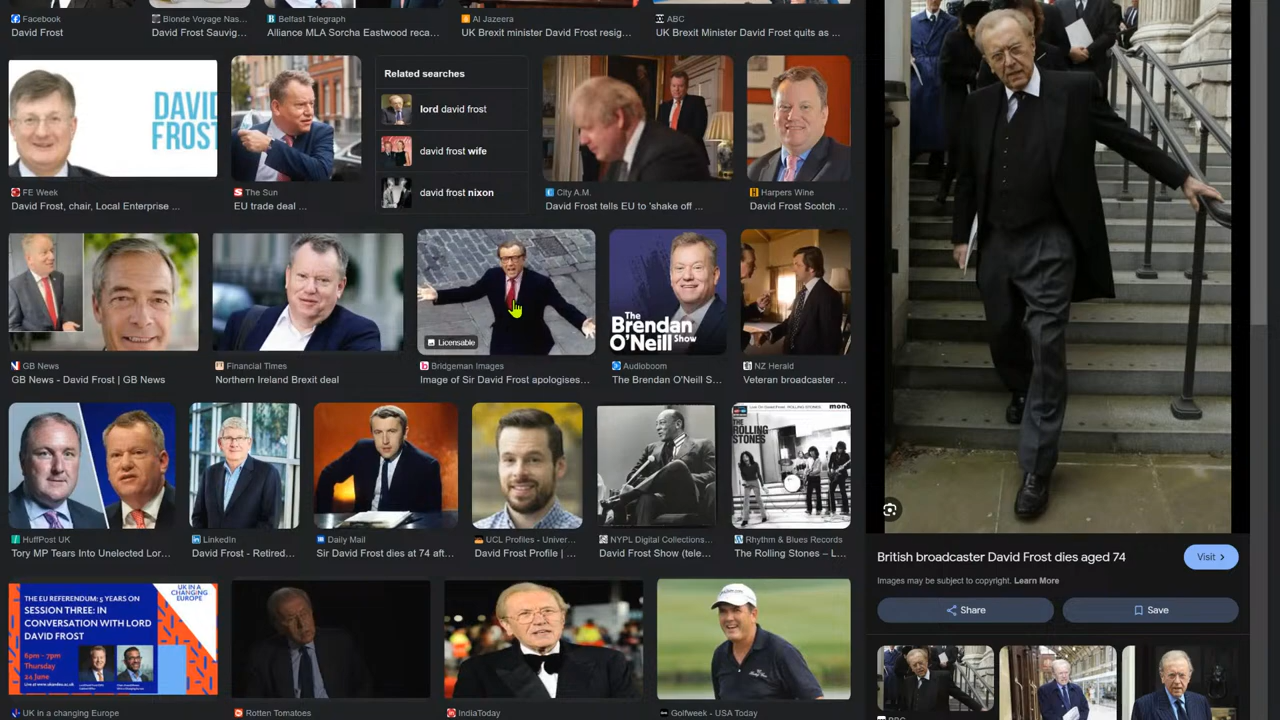 Facebook
David Frost
Blonde Voyage Nas...
David Frost Sauvig...
Belfast Telegraph
Alliance MLA Sorcha Eastwood reca...
Al Jazeera
UK Brexit minister David Frost resig...
ABC
UK Brexit Minister David Frost quits as ...
DAVID
FROST
FE Week
David Frost, chair, Local Enterprise ...
The Sun
EU trade deal ...
Related searches
lord david frost
david frost wife
david frost nixon
City A.M.
David Frost tells EU to 'shake off ...
Harpers Wine
David Frost Scotch ...
GB News
GB News - David Frost | GB News
Financial Times
Northern Ireland Brexit deal
Licensable
Bridgeman Images
Image of Sir David Frost apologises...
The
Brendan
O'Neill
Show
Audioboom
The Brendan O'Neill S...
NZ Herald
Veteran broadcaster ...
HuffPost UK
Tory MP Tears Into Unelected Lor...
LinkedIn
David Frost - Retired...
Daily Mail
Sir David Frost dies at 74 aft...
UCL Profiles - Univer...
David Frost Profile | ...
NYPL Digital Collections...
David Frost Show (tele...
mono
THE
ROLLING
STONES
Rhythm & Blues Records
The Rolling Stones – L...
THE EU REFERENDUM: 5 YEARS ON
SESSION THREE: IN
CONVERSATION WITH LORD
DAVID FROST
6pm - 7pm
Thursday
24 June
UK IN A
CHANGING
EUROPE
UK in a changing Europe
Rotten Tomatoes
IndiaToday
Golfweek - USA Today
British broadcaster David Frost dies aged 74
Visit
Images may be subject to copyright. Learn More
Share
Save